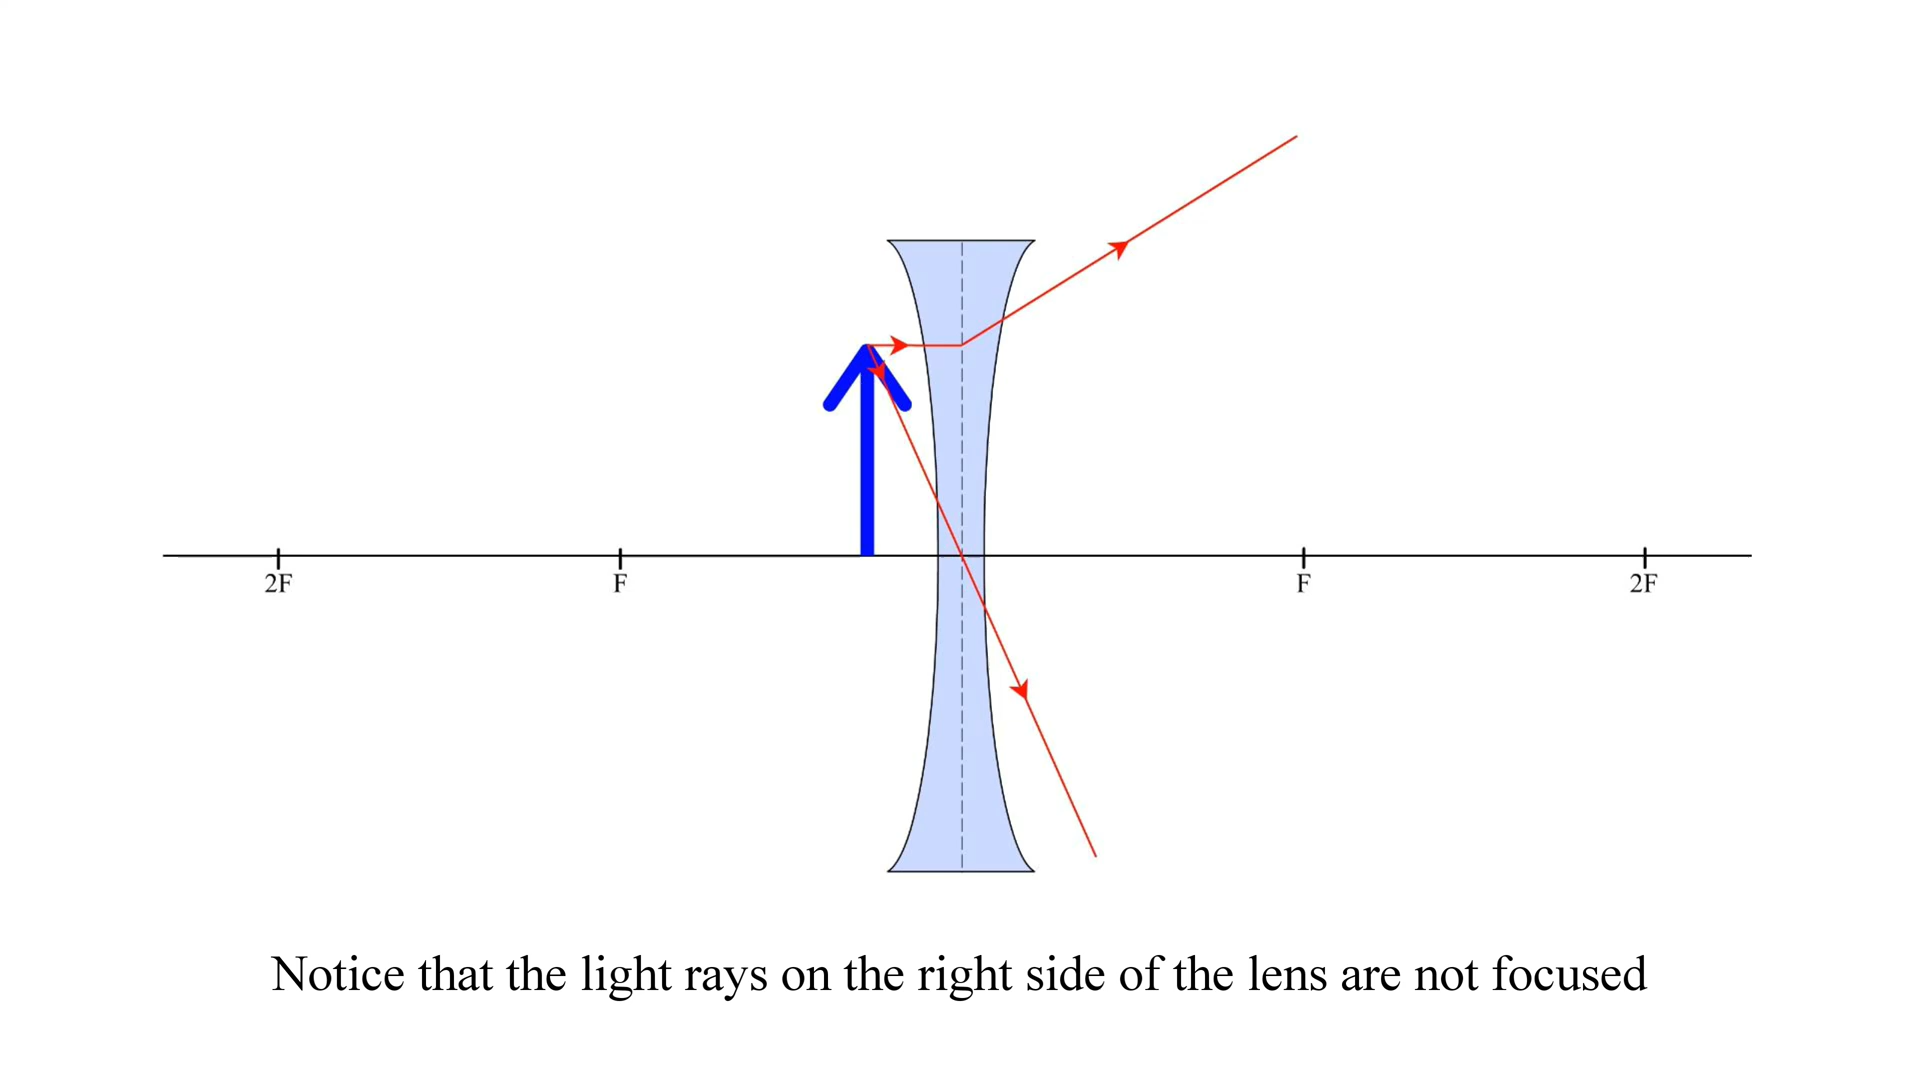 2F F F 2F
Notice that the light rays on the right side of the lens are not focused